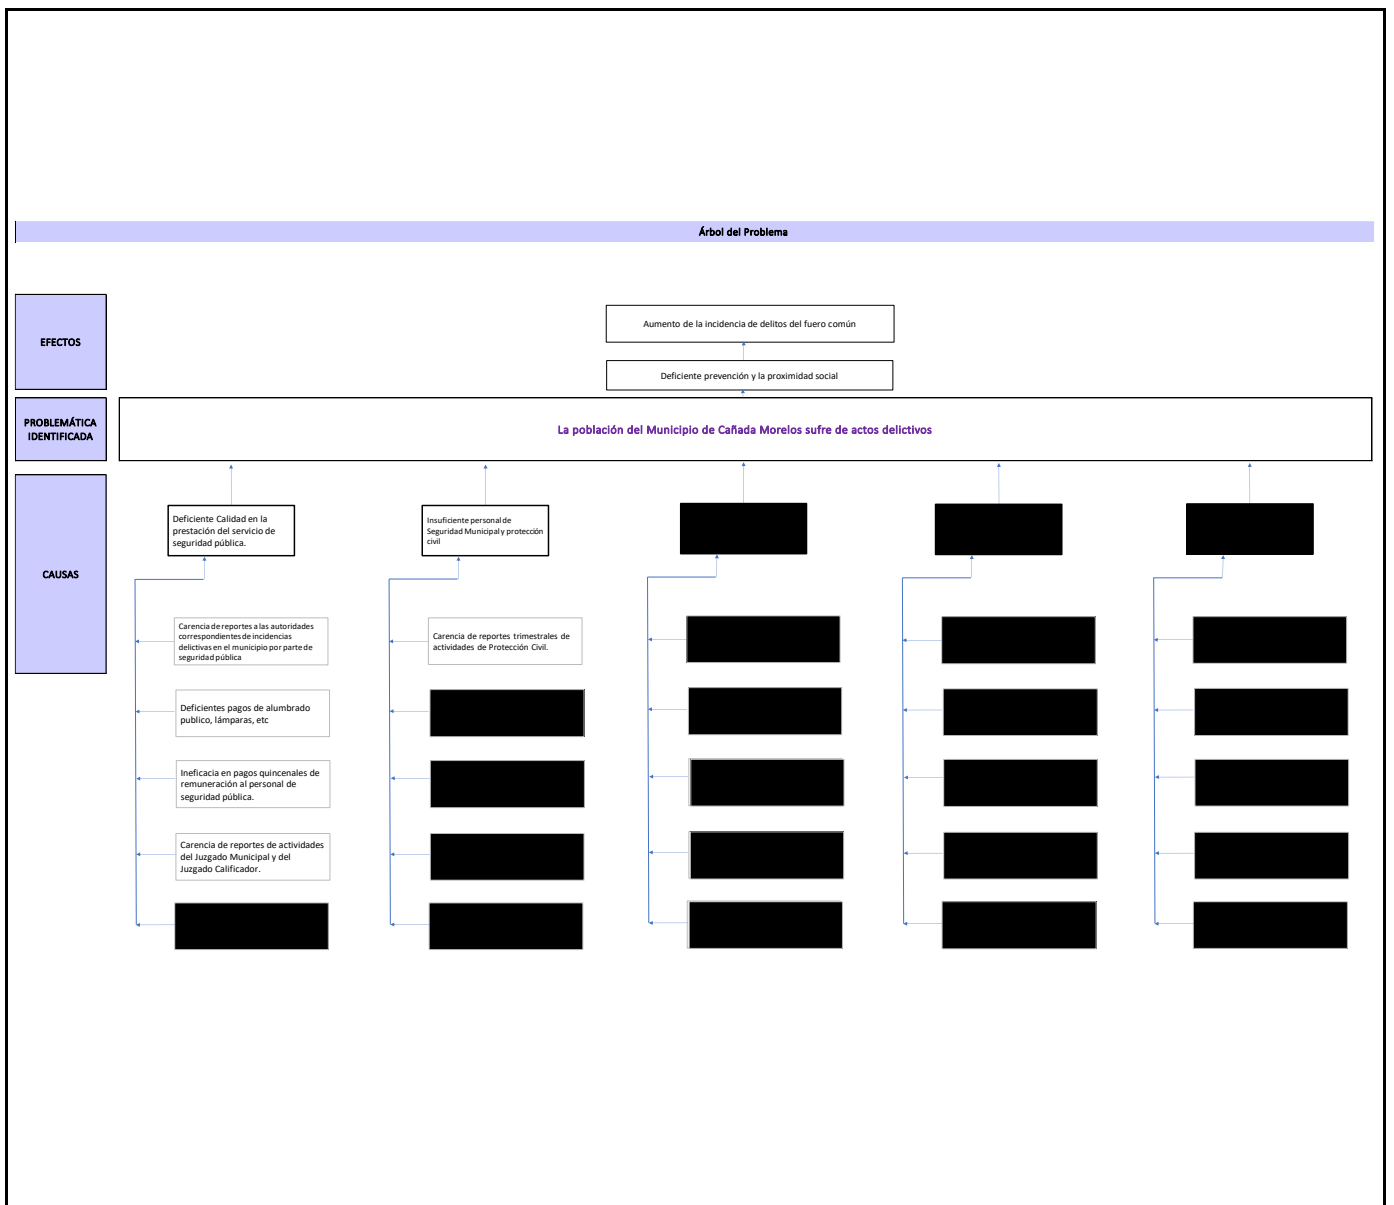 Árbol del Problema
EFECTOS
Aumento de la incidencia de delitos del fuero común
Deficiente prevención y la proximidad social
PROBLEMÁTICA
IDENTIFICADA
La población del Municipio de Cañada Morelos sufre de actos delictivos
CAUSAS
Deficiente Calidad en la
prestación del servicio de
seguridad pública.
Insuficiente personal de
Seguridad Municipal y protección
civil
Carencia de reportes a las autoridades
correspondientes de incidencias
delictivas en el municipio por parte de
seguridad pública
Carencia de reportes trimestrales de
actividades de Protección Civil.
Deficientes pagos de alumbrado
publico, lámparas, etc
Ineficacia en pagos quincenales de
remuneración al personal de
seguridad pública.
Carencia de reportes de actividades
del Juzgado Municipal y del
Juzgado Calificador.